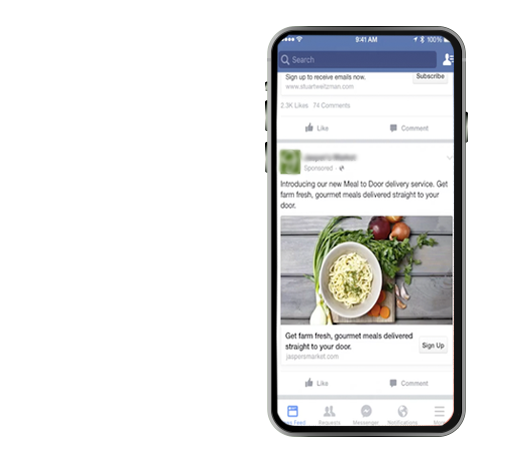 9:41 AM
100%
Search
Sign up to receive emails now.
www.stuartweitzman.com
Subscribe
2.3K Likes 74 Comments
Like Comment
Sponsored ·
Introducing our new Meal to Door delivery service. Get
farm fresh, gourmet meals delivered straight to your
door.
Get farm fresh, gourmet meals delivered
straight to your door.
jaspersmarket.com
Sign Up
Like Comment
Feed Requests Messenger Notifications